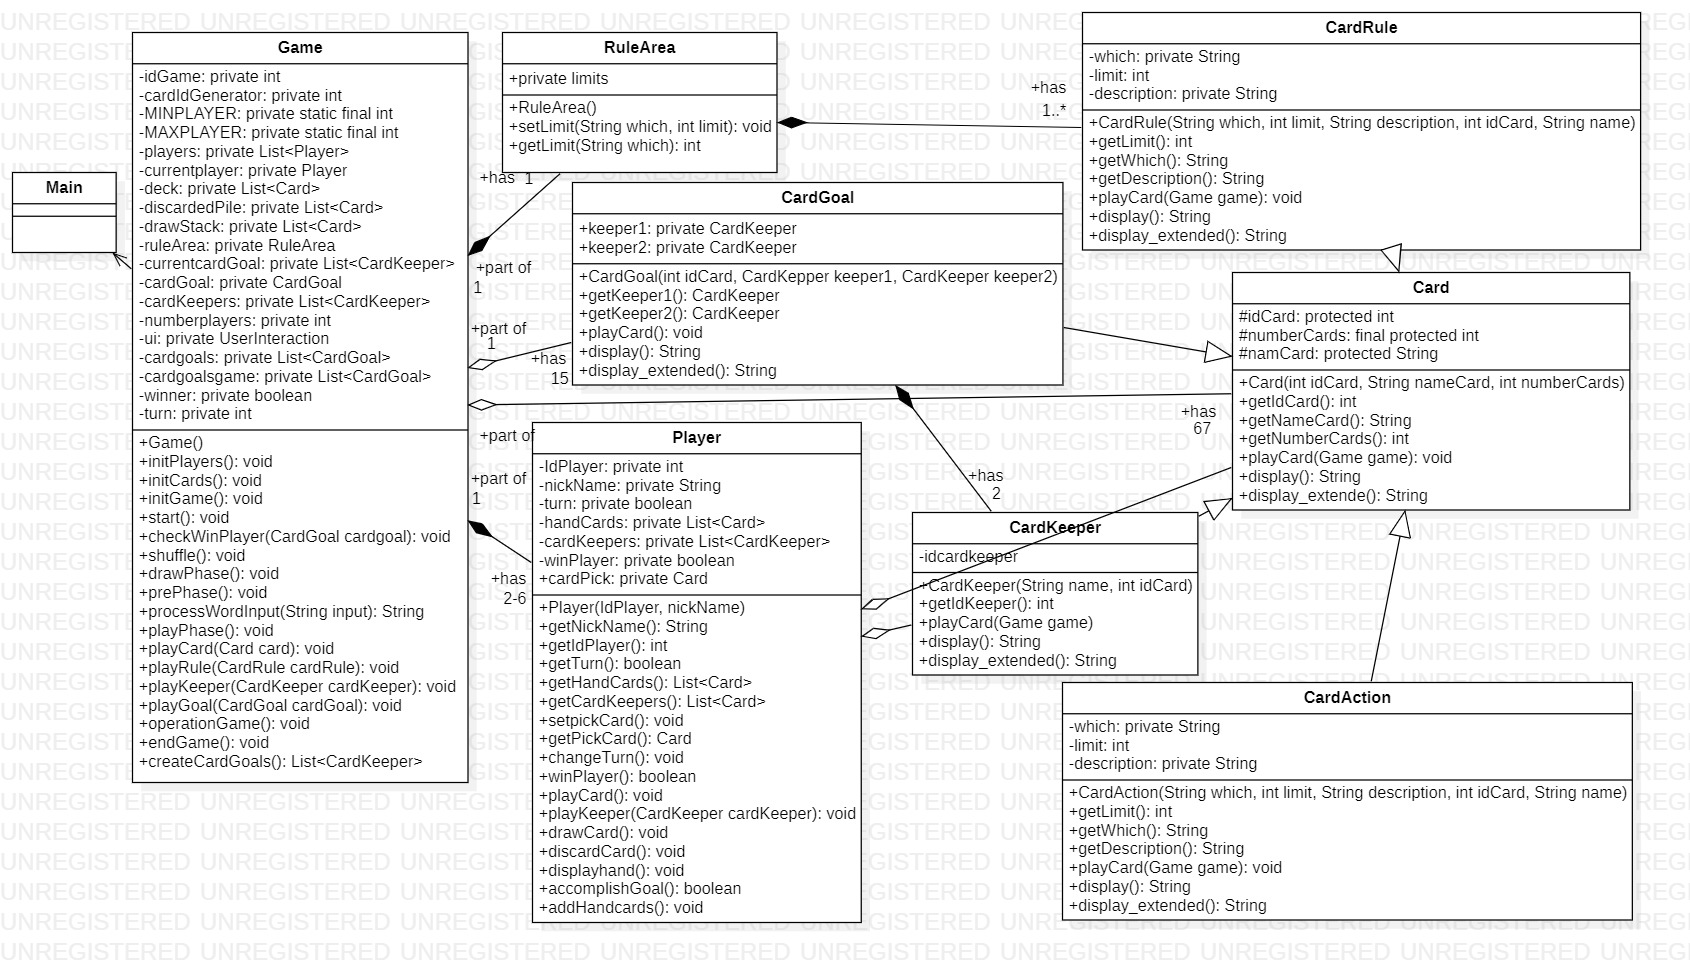 Main
Game
-idGame: private int
-cardIdGenerator: private int
-MINPLAYER: private static final int
-MAXPLAYER: private static final int
-players: private List<Player>
-currentplayer: private Player
-deck: private List<Card>
-discardedPile: private List<Card>
-drawStack: private List<Card>
-ruleArea: private RuleArea
-currentcardGoal: private List<CardKeeper>
-cardGoal: private CardGoal
-cardKeepers: private List<CardKeeper>
-numberplayers: private int
-ui: private UserInteraction
-cardgoals: private List<CardGoal>
-cardgoalsgame: private List<CardGoal>
-winner: private boolean
-turn: private int
+Game()
+initPlayers(): void
+initCards(): void
+initGame(): void
+start(): void
+checkWinPlayer(CardGoal cardgoal): void
+shuffle(): void
+drawPhase(): void
+prePhase(): void
+processWordInput(String input): String
+playPhase(): void
+playCard(Card card): void
+playRule(CardRule cardRule): void
+playKeeper(CardKeeper cardKeeper): void
+playGoal(CardGoal cardGoal): void
+operationGame(): void
+endGame(): void
+createCardGoals(): List<CardKeeper>
RuleArea
+private limits
+RuleArea()
+setLimit(String which, int limit): void
+getLimit(String which): int
+has 1
+part of
1
+part of
1
+has
15
+part of
+part of
1
+has
2-6
CardGoal
+keeper1: private CardKeeper
+keeper2: private CardKeeper
+CardGoal(int idCard, CardKepper keeper1, CardKeeper keeper2)
+getKeeper1(): CardKeeper
+getKeeper2(): CardKeeper
+playCard(): void
+display(): String
+display_extended(): String
Player
-IdPlayer: private int
-nickName: private String
-turn: private boolean
-handCards: private List<Card>
-cardKeepers: private List<CardKeeper>
-winPlayer: private boolean
+cardPick: private Card
+Player(IdPlayer, nickName)
+getNickName(): String
+getIdPlayer(): int
+getTurn(): boolean
+getHandCards(): List<Card>
+getCardKeepers(): List<Card>
+setpickCard(): void
+getPickCard(): Card
+changeTurn(): void
+winPlayer(): boolean
+playCard(): void
+playKeeper(CardKeeper cardKeeper): void
+drawCard(): void
+discardCard(): void
+displayhand(): void
+accomplishGoal(): boolean
+addHandcards(): void
+has
1..*
+has
67
+has
2
CardRule
-which: private String
-limit: int
-description: private String
+CardRule(String which, int limit, String description, int idCard, String name)
+getLimit(): int
+getWhich(): String
+getDescription(): String
+playCard(Game game): void
+display(): String
+display_extended(): String
Card
#idCard: protected int
#numberCards: final protected int
#namCard: protected String
+Card(int idCard, String nameCard, int numberCards)
+getIdCard(): int
+getNameCard(): String
+getNumberCards(): int
+playCard(Game game): void
+display(): String
+display_extende(): String
CardKeeper
-idcardkeeper
+CardKeeper(String name, int idCard)
+getIdKeeper(): int
+playCard(Game game)
+display(): String
+display_extended(): String
CardAction
-which: private String
-limit: int
-description: private String
+CardAction(String which, int limit, String description, int idCard, String name)
+getLimit(): int
+getWhich(): String
+getDescription(): String
+playCard(Game game): void
+display(): String
+display_extended(): String